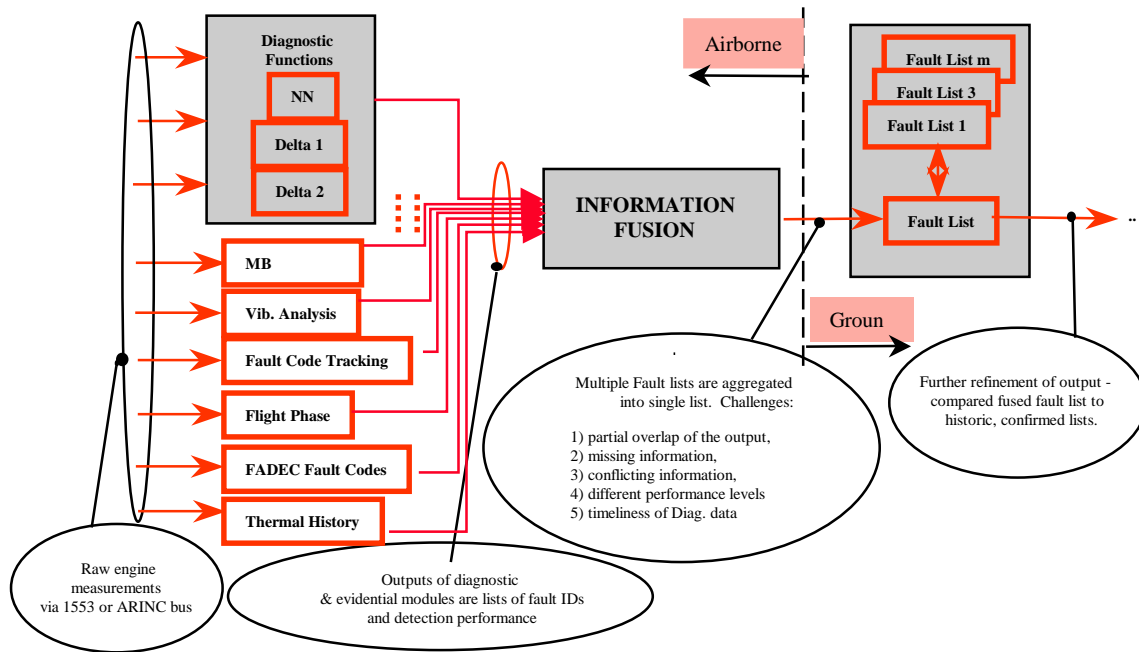 Diagnostic
Functions
NN
Delta 1
Delta 2
MB
Vib. Analysis
Fault Code Tracking
Flight Phase
FADEC Fault Codes
Thermal History
Raw engine
measurements
via 1553 or ARINC bus
Outputs of diagnostic
& evidential modules are lists of fault IDs
and detection performance
INFORMATION
FUSION
Airborne
Groun
.
Multiple Fault lists are aggregated
into single list. Challenges:
1) partial overlap of the output,
2) missing information,
3) conflicting information,
4) different performance levels
5) timeliness of Diag. data
Fault List m
Fault List 3
Fault List 1
Fault List
..
Further refinement of output -
compared fused fault list to
historic, confirmed lists.